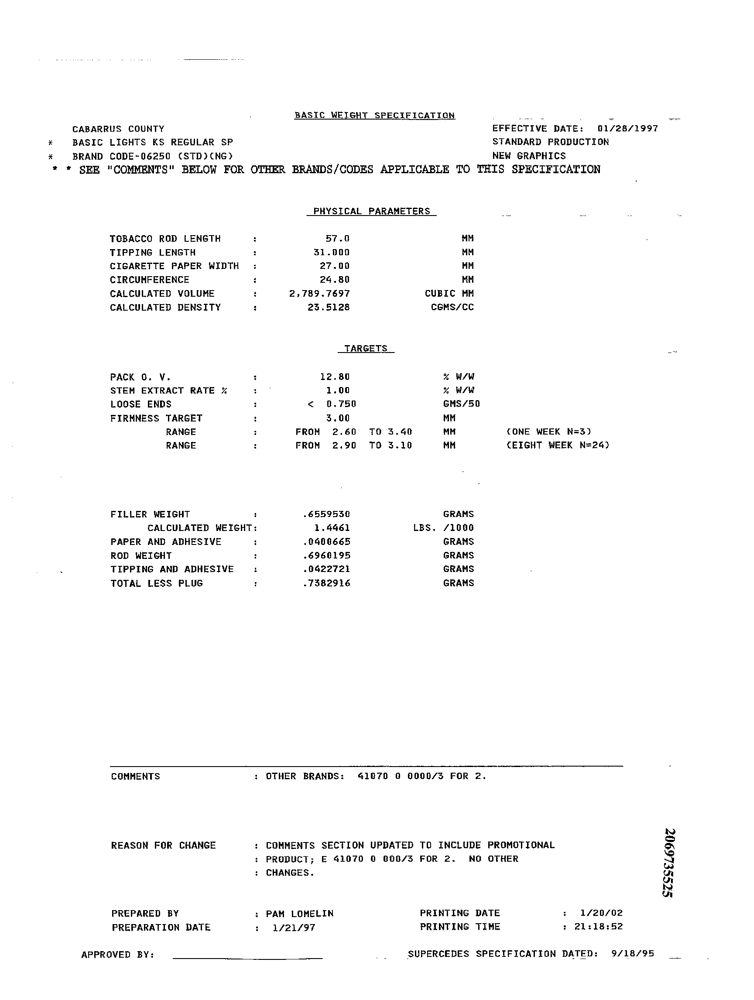 BASIC WEIGHT SPECIFICATION
CABARRUS COUNTY EFFECTIVE DATE: 01/28/1997
* BASIC LIGHTS KS REGULAR SP STANDARD PRODUCTION
* BRAND CODE-06250 (STD)(NG) NEW GRAPHICS
* * SEE "COMMENTS" BELOW FOR OTHER BRANDS/CODES APPLICABLE TO THIS SPECIFICATION
PHYSICAL PARAMETERS
TOBACCO ROD LENGTH : 57.0 MM
TIPPING LENGTH : 31.000 MM
CIGARETTE PAPER WIDTH : 27.00 MM
CIRCUMFERENCE : 24.80 MM
CALCULATED VOLUME : 2,789.7697 CUBIC MM
CALCULATED DENSITY : 23.5128 CGMS/CC
TARGETS
PACK O. V. : 12.80 % W/W
STEM EXTRACT RATE % : 1.00 % W/W
LOOSE ENDS : < 0.750 GMS/50
FIRMNESS TARGET : 3.00 MM
RANGE : FROM 2.60 TO 3.40 MM (ONE WEEK N=3)
RANGE : FROM 2.90 TO 3.10 MM (EIGHT WEEK N=24)
FILLER WEIGHT : .6559530 GRAMS
CALCULATED WEIGHT: 1.4461 LBS. /1000
PAPER AND ADHESIVE : .0400665 GRAMS
ROD WEIGHT : .6960195 GRAMS
TIPPING AND ADHESIVE : .0422721 GRAMS
TOTAL LESS PLUG : .7382916 GRAMS
COMMENTS : OTHER BRANDS: 41070 0 0000/3 FOR 2.
REASON FOR CHANGE : COMMENTS SECTION UPDATED TO INCLUDE PROMOTIONAL
: PRODUCT; E 41070 0 000/3 FOR 2. NO OTHER
: CHANGES.
2069735525
PREPARED BY : PAM LOMELIN PRINTING DATE : 1/20/02
PREPARATION DATE : 1/21/97 PRINTING TIME : 21:18:52
APPROVED BY: SUPERCEDES SPECIFICATION DATED: 9/18/95